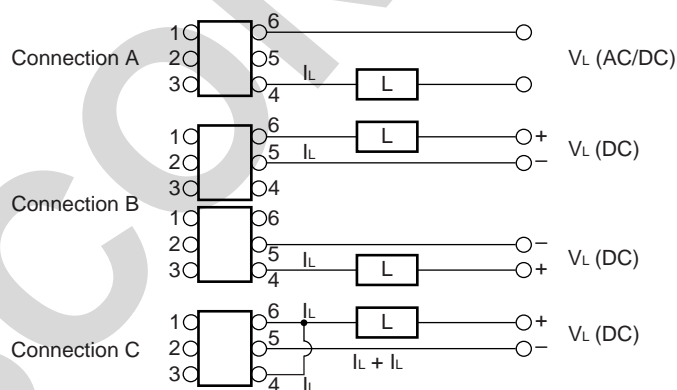 Connection A
1 6
2 5
3 4
IL L
VL (AC/DC)
Connection B
1 6
2 5
3 4
L
IL
+
−
VL (DC)
1 6
2 5
3 4
IL L
−
+
VL (DC)
Connection C
1 6
2 5
3 4
IL L
IL + IL
IL
+
−
VL (DC)